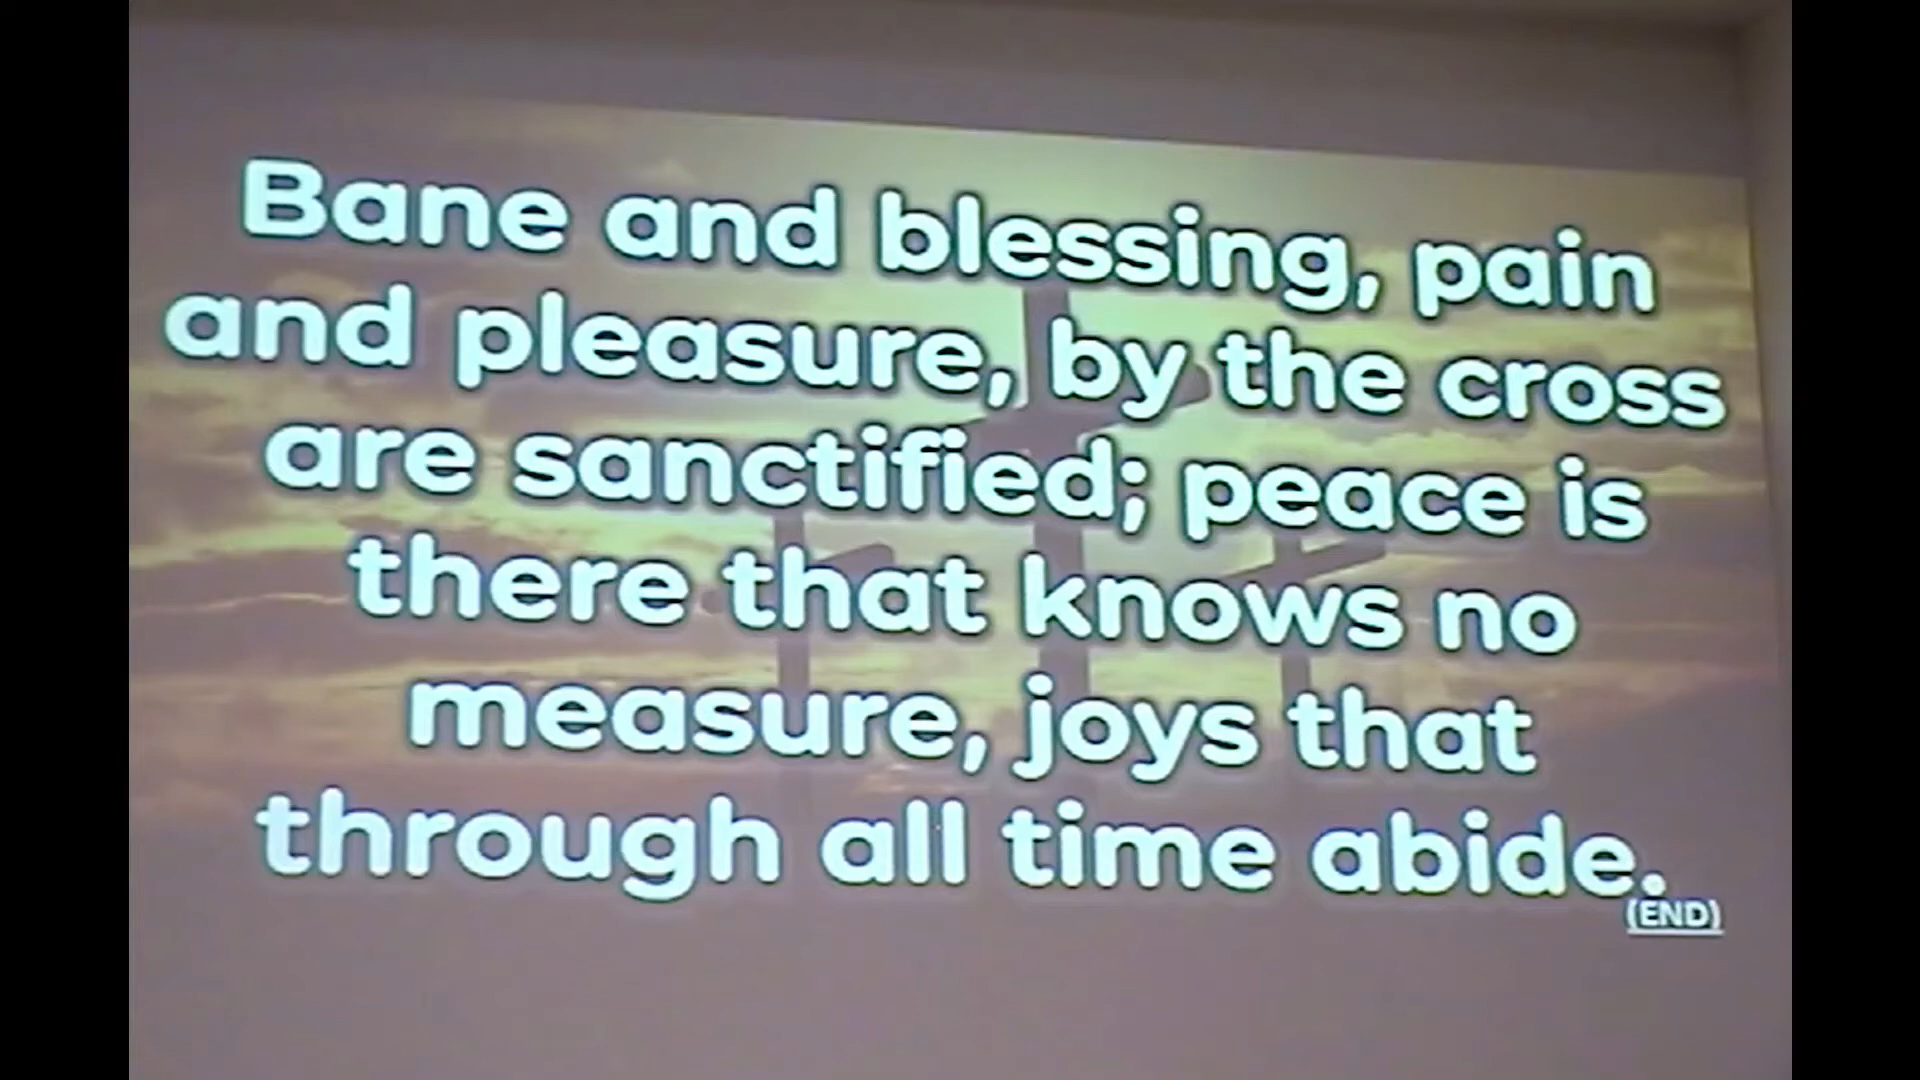 Bane and blessing, pain
and pleasure, by the cross
are sanctified; peace is
there that knows no
measure, joys that
through all time abide.
(END)